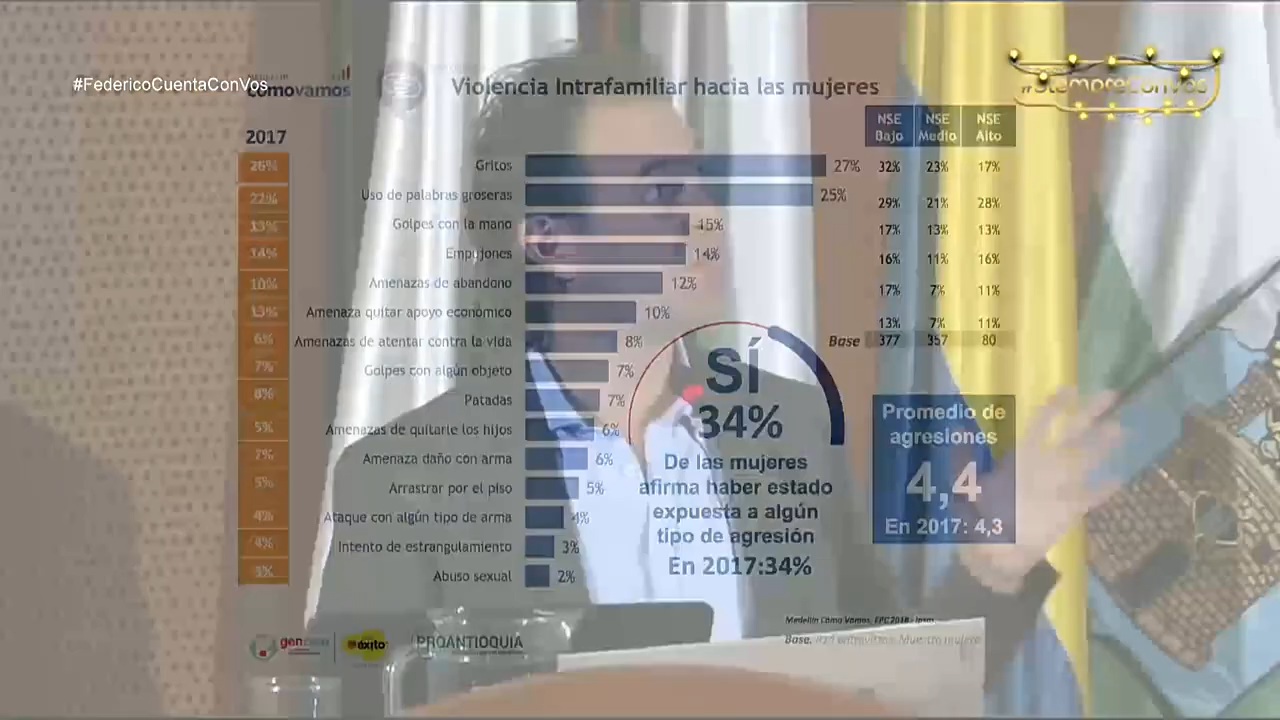 #FedericoCuentaConVos
#SiempreConVos
cómovamos
Violencia Intrafamiliar hacia las mujeres
2017
NSE Bajo NSE Medio NSE Alto
26% Gritos 27% 32% 23% 17%
22% Uso de palabras groseras 25% 29% 21% 28%
13% Golpes con la mano 15% 17% 13% 13%
14% Empujones 14% 16% 11% 16%
10% Amenazas de abandono 12% 17% 7% 11%
13% Amenaza quitar apoyo económico 10% 13% 7% 11%
6% Amenazas de atentar contra la vida 8% Base 377 357 80
7% Golpes con algún objeto 7%
8% Patadas 7%
5% Amenazas de quitarle los hijos 6%
2% Amenaza daño con arma 6%
5% Arrastrar por el piso 5%
4% Ataque con algún tipo de arma 4%
4% Intento de estrangulamiento 3%
3% Abuso sexual 2%
SÍ
34%
De las mujeres
afirma haber estado
expuesta a algún
tipo de agresión
En 2017:34%
Promedio de
agresiones
4,4
En 2017: 4,3
Medellín Cómo Vamos, EPC 2018 - Ipsos
Base.
éxito
PROANTIOQUIA